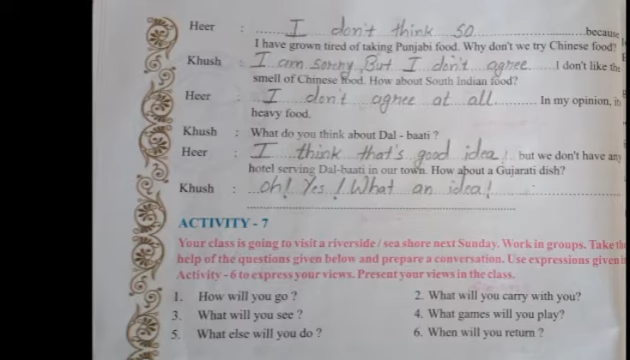 Heer : I don't think so because
I have grown tired of taking Punjabi food. Why don't we try Chinese food?
Khush : I am sorry, But I don't agree I don't like the
smell of Chinese food. How about South Indian food?
Heer : I don't agree at all In my opinion, it
heavy food.
Khush : What do you think about Dal - baati ?
Heer : I think that's good idea! but we don't have any
hotel serving Dal-baati in our town. How about a Gujarati dish?
Khush : oh! Yes! What an idea!
ACTIVITY - 7
Your class is going to visit a riverside / sea shore next Sunday. Work in groups. Take the
help of the questions given below and prepare a conversation. Use expressions given in
Activity - 6 to express your views. Present your views in the class.
1. How will you go ? 2. What will you carry with you?
3. What will you see ? 4. What games will you play?
5. What else will you do ? 6. When will you return ?